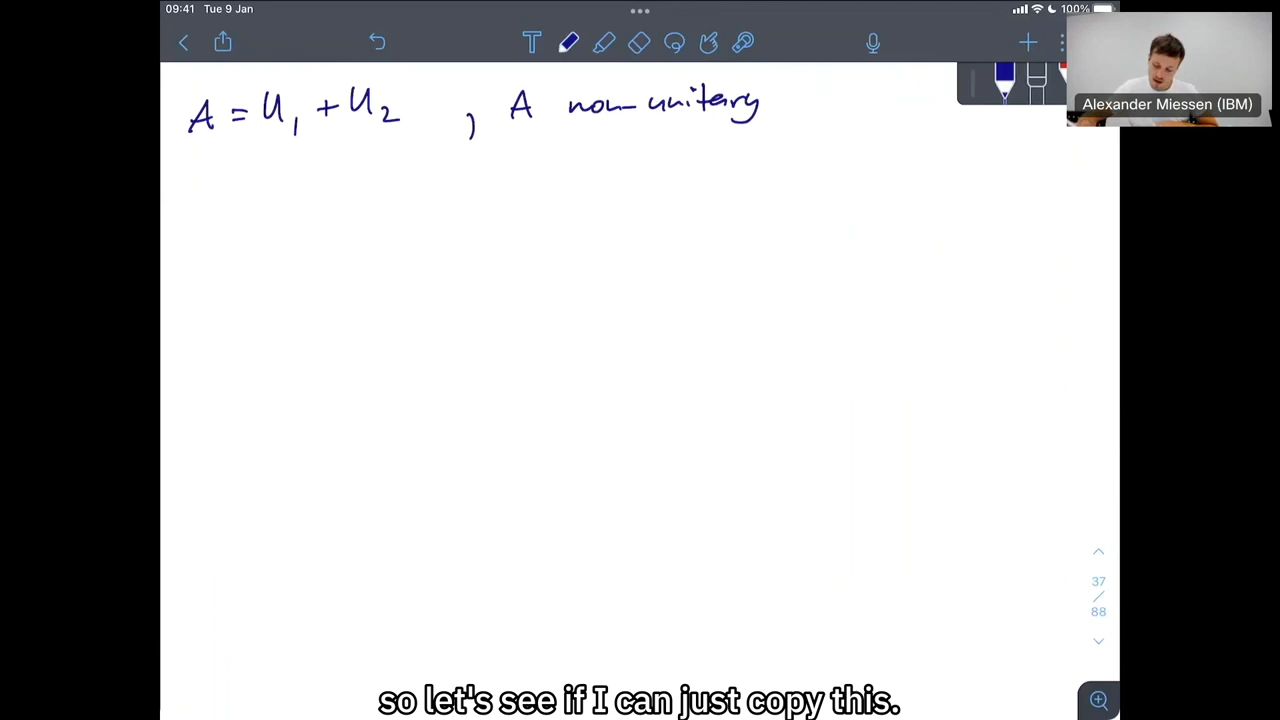 09:41 Tue 9 Jan 100%
T
A = U₁ + U₂ , A non-unitary
Alexander Miessen (IBM)
37
/
88
so let's see if I can just copy this.